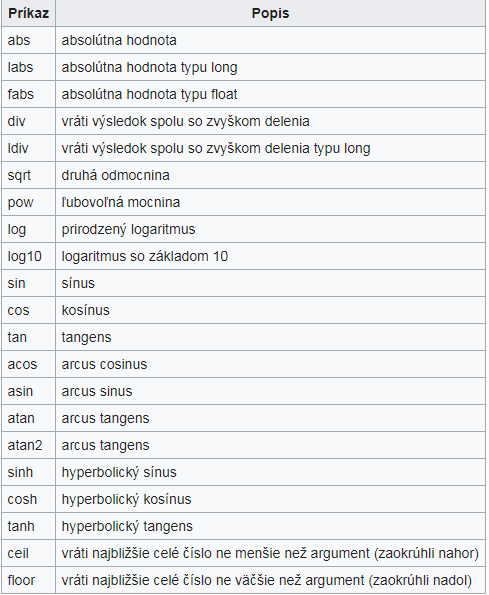 Príkaz Popis
abs absolútna hodnota
labs absolútna hodnota typu long
fabs absolútna hodnota typu float
div vráti výsledok spolu so zvyškom delenia
ldiv vráti výsledok spolu so zvyškom delenia typu long
sqrt druhá odmocnina
pow ľubovoľná mocnina
log prirodzený logaritmus
log10 logaritmus so základom 10
sin sínus
cos kosínus
tan tangens
acos arcus cosinus
asin arcus sinus
atan arcus tangens
atan2 arcus tangens
sinh hyperbolický sínus
cosh hyperbolický kosínus
tanh hyperbolický tangens
ceil vráti najbližšie celé číslo ne menšie než argument (zaokrúhli nahor)
floor vráti najbližšie celé číslo ne väčšie než argument (zaokrúhli nadol)